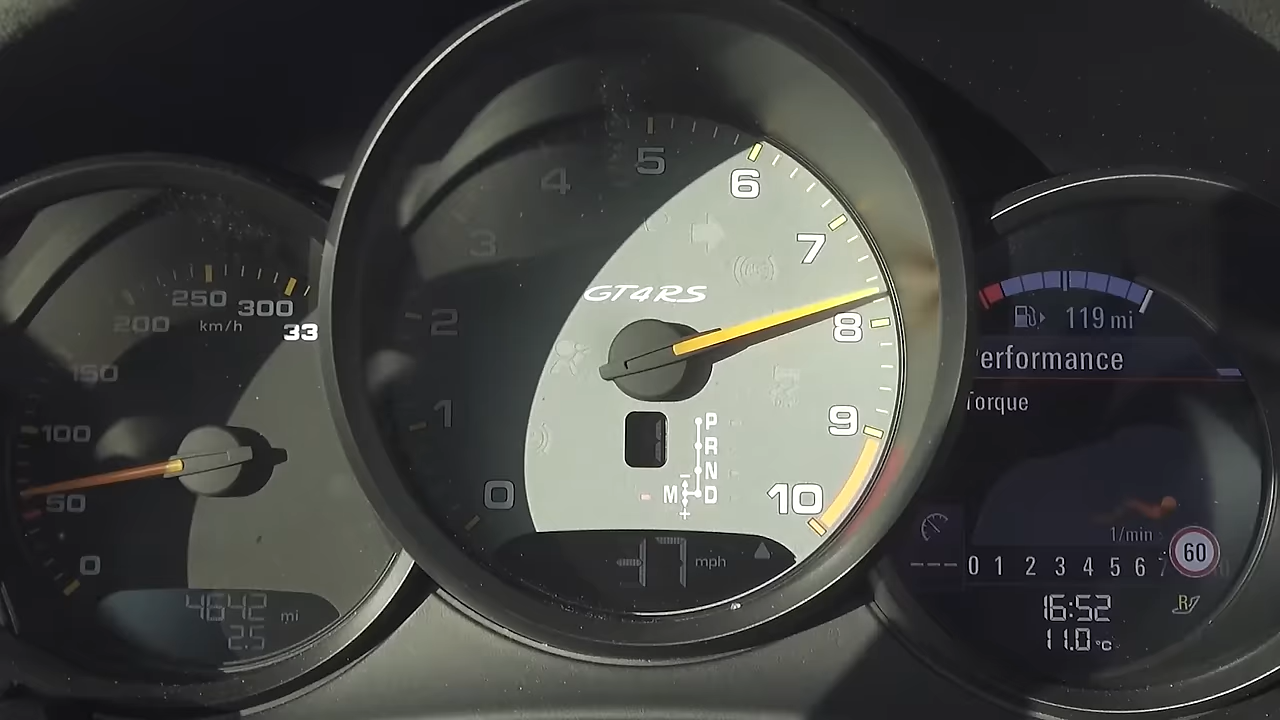 0
50
100
150
200
250
300
33
km/h
4642 mi
2.5
0
1
2
3
4
5
6
7
8
9
10
GT4RS
P
R
N
M D
-
+
mph
119 mi
erformance
Torque
1/min
0 1 2 3 4 5 6 7
60
16:52
11.0 °C